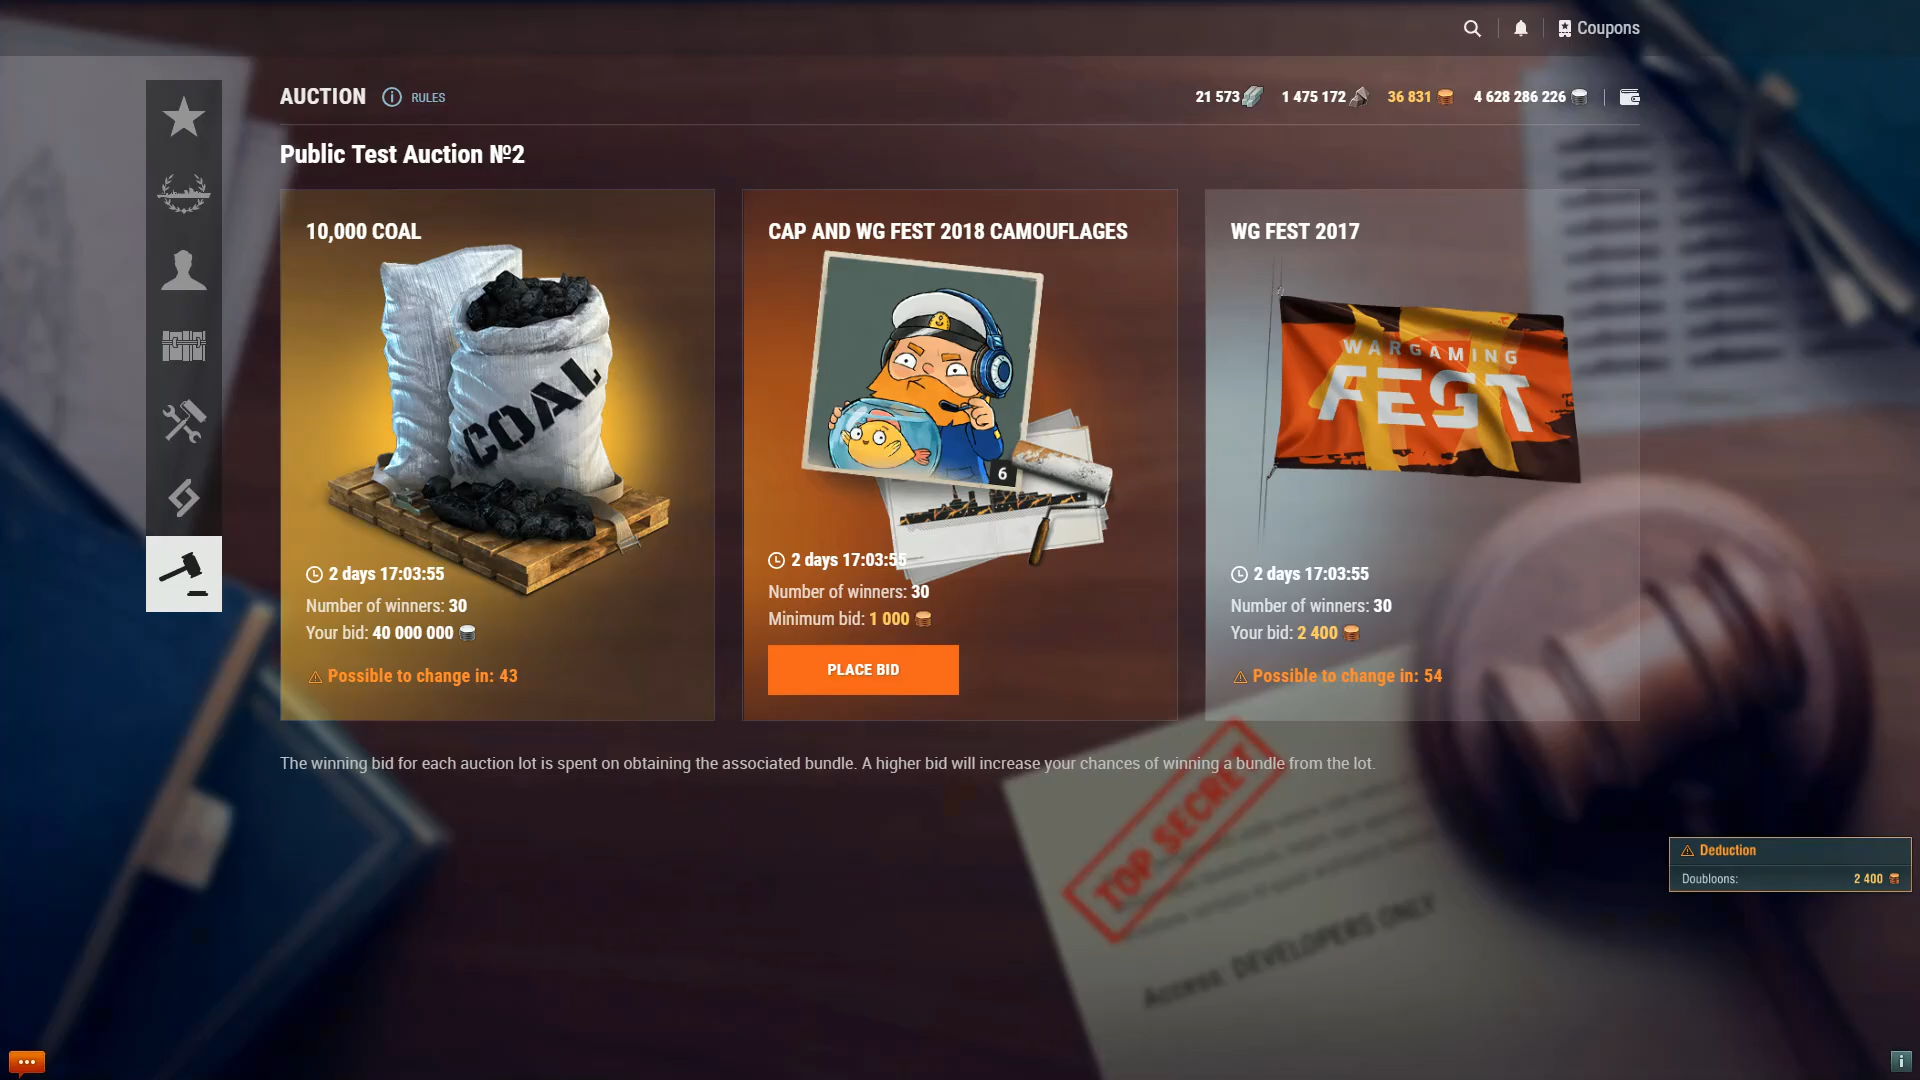 Coupons
AUCTION
RULES
21 573
1 475 172
36 831
4 628 286 226
Public Test Auction №2
10,000 COAL
COAL
2 days 17:03:55
Number of winners: 30
Your bid: 40 000 000
Possible to change in: 43
CAP AND WG FEST 2018 CAMOUFLAGES
6
2 days 17:03:55
Number of winners: 30
Minimum bid: 1 000
PLACE BID
WG FEST 2017
WARGAMING
FEST
2 days 17:03:55
Number of winners: 30
Your bid: 2 400
Possible to change in: 54
The winning bid for each auction lot is spent on obtaining the associated bundle. A higher bid will increase your chances of winning a bundle from the lot.
TOP SECRET
Access: DEVELOPERS ONLY
Deduction
Doubloons: 2 400